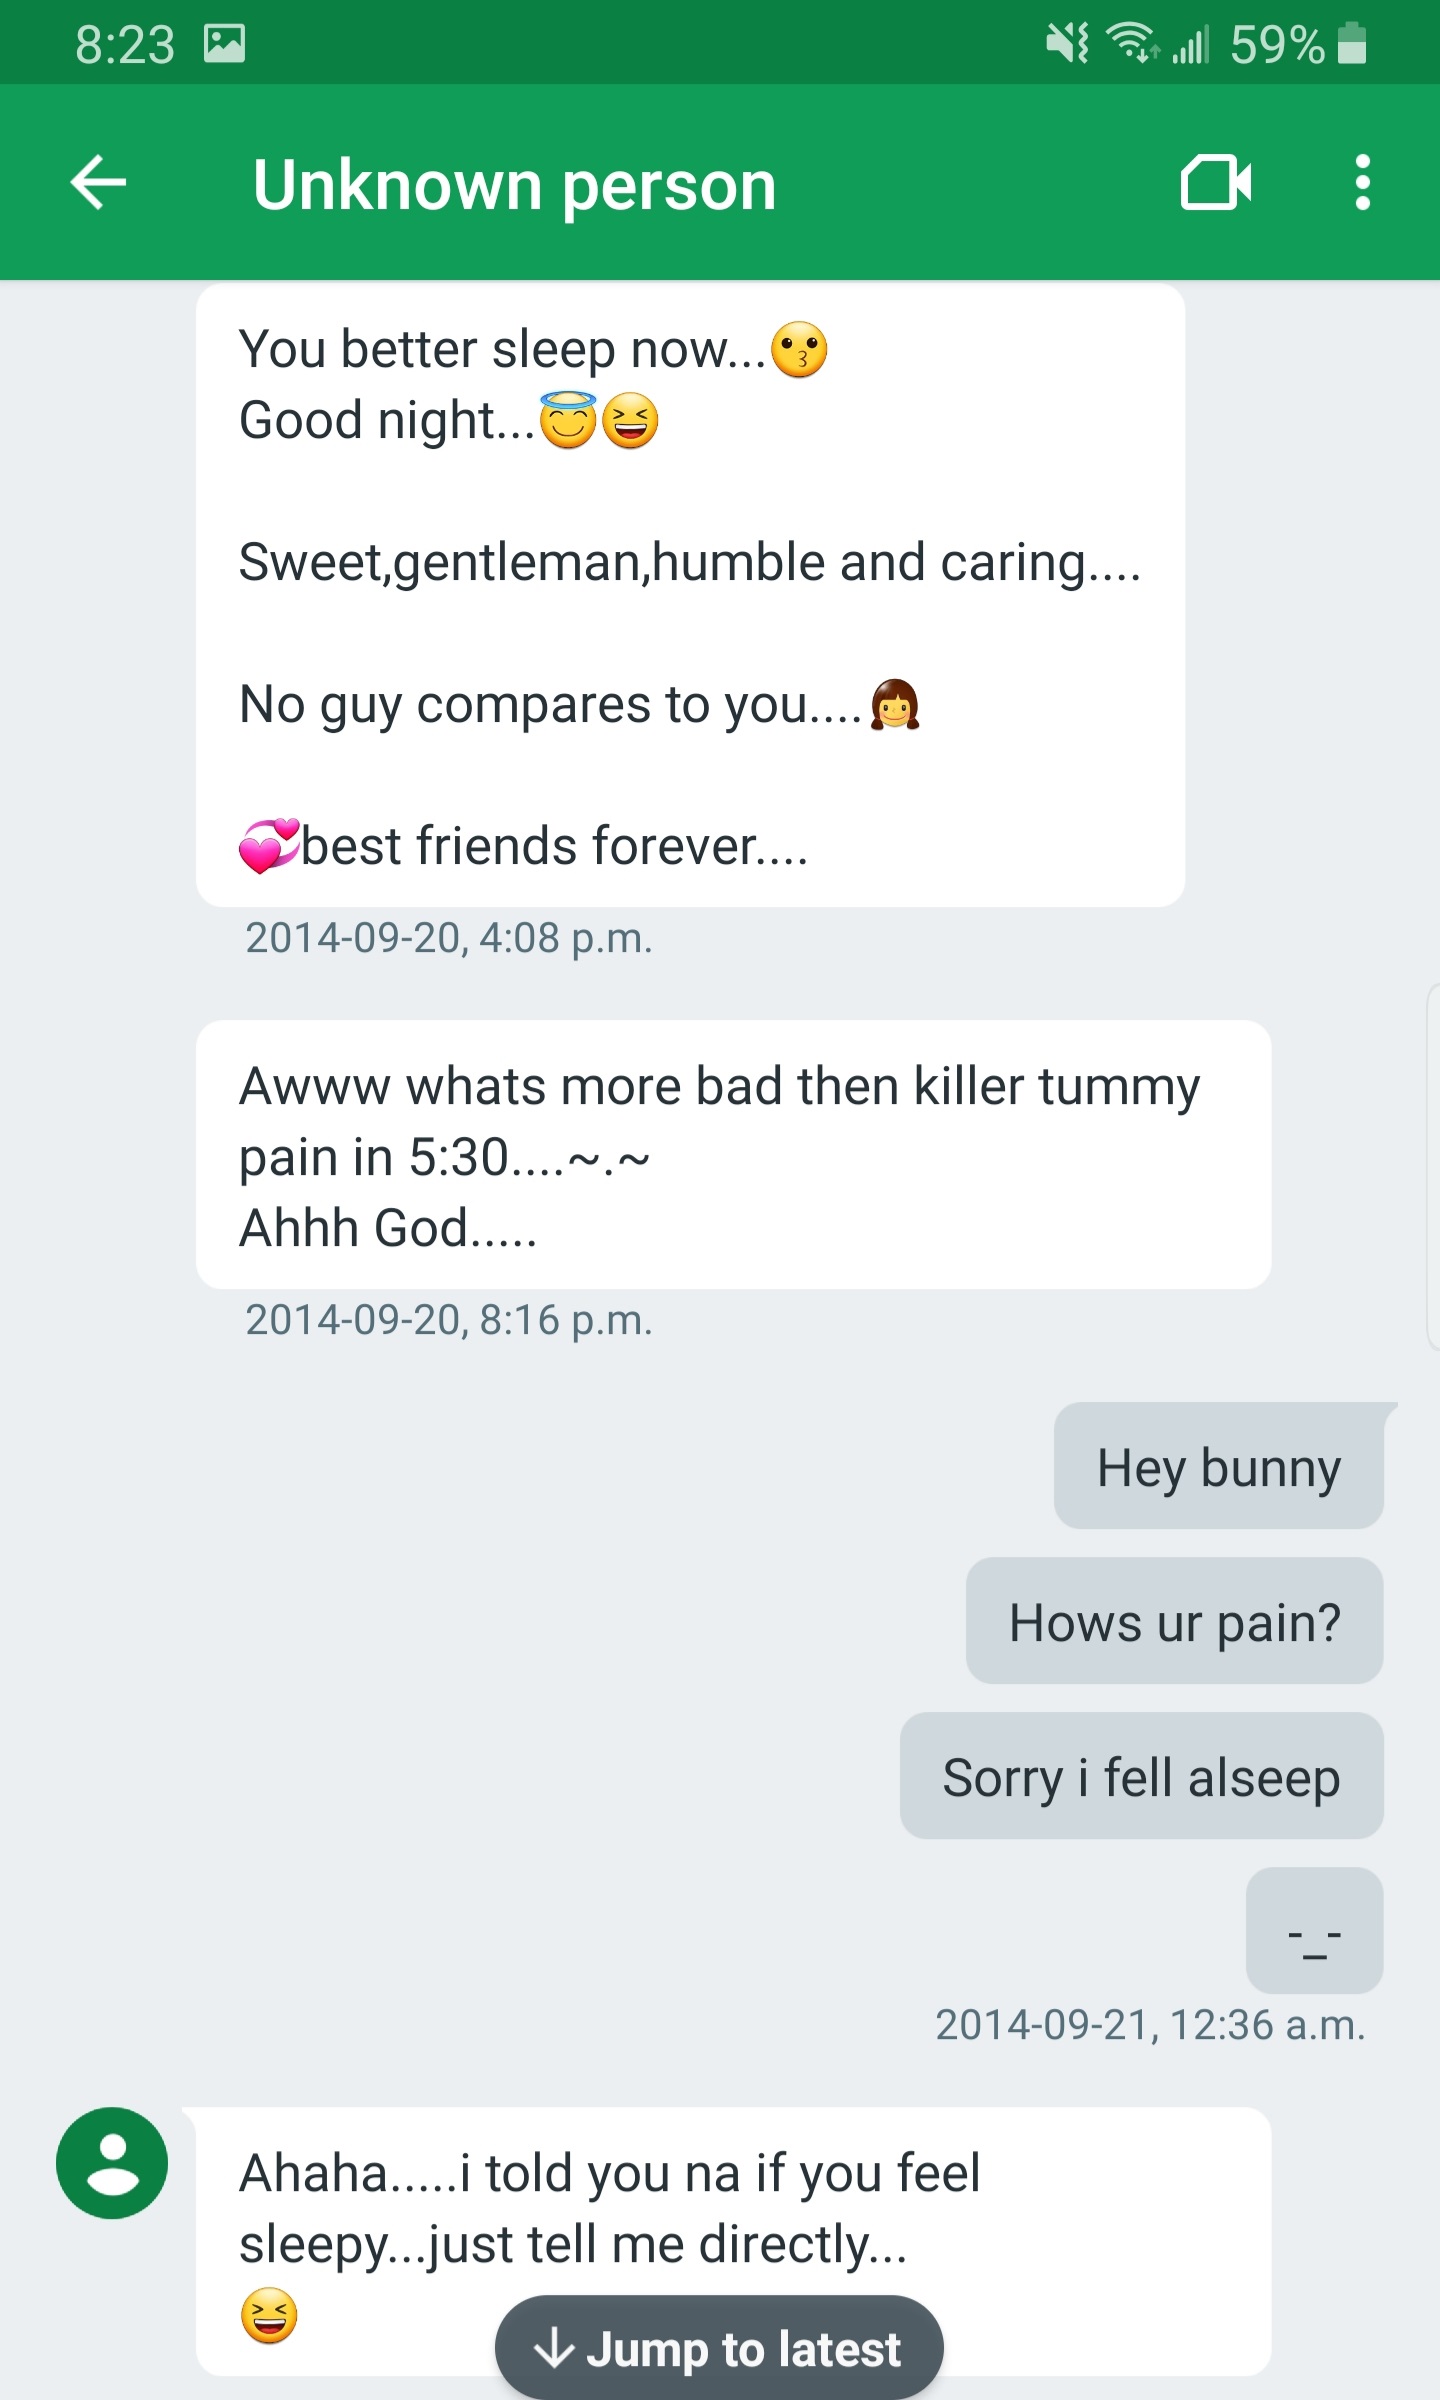 8:23 59%
Unknown person
You better sleep now...😗
Good night...😇😆
Sweet,gentleman,humble and caring....
No guy compares to you....👧
💞best friends forever....
2014-09-20, 4:08 p.m.
Awww whats more bad then killer tummy
pain in 5:30....~.~
Ahhh God.....
2014-09-20, 8:16 p.m.
Hey bunny
Hows ur pain?
Sorry i fell alseep
-_-
2014-09-21, 12:36 a.m.
Ahaha.....i told you na if you feel
sleepy...just tell me directly...
😆
Jump to latest